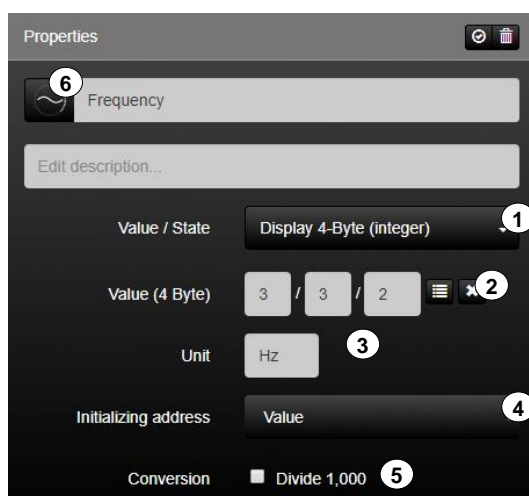 Properties
6
Frequency
Edit description...
Value / State Display 4-Byte (integer) 1
Value (4 Byte) 3 / 3 / 2 2
Unit Hz 3
Initializing address Value 4
Conversion Divide 1,000 5